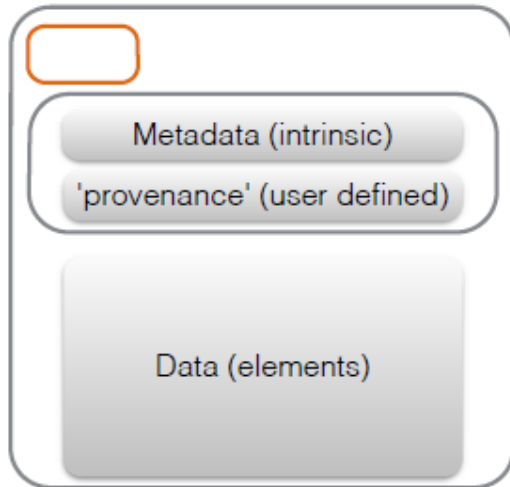 Metadata (intrinsic)
'provenance' (user defined)
Data (elements)